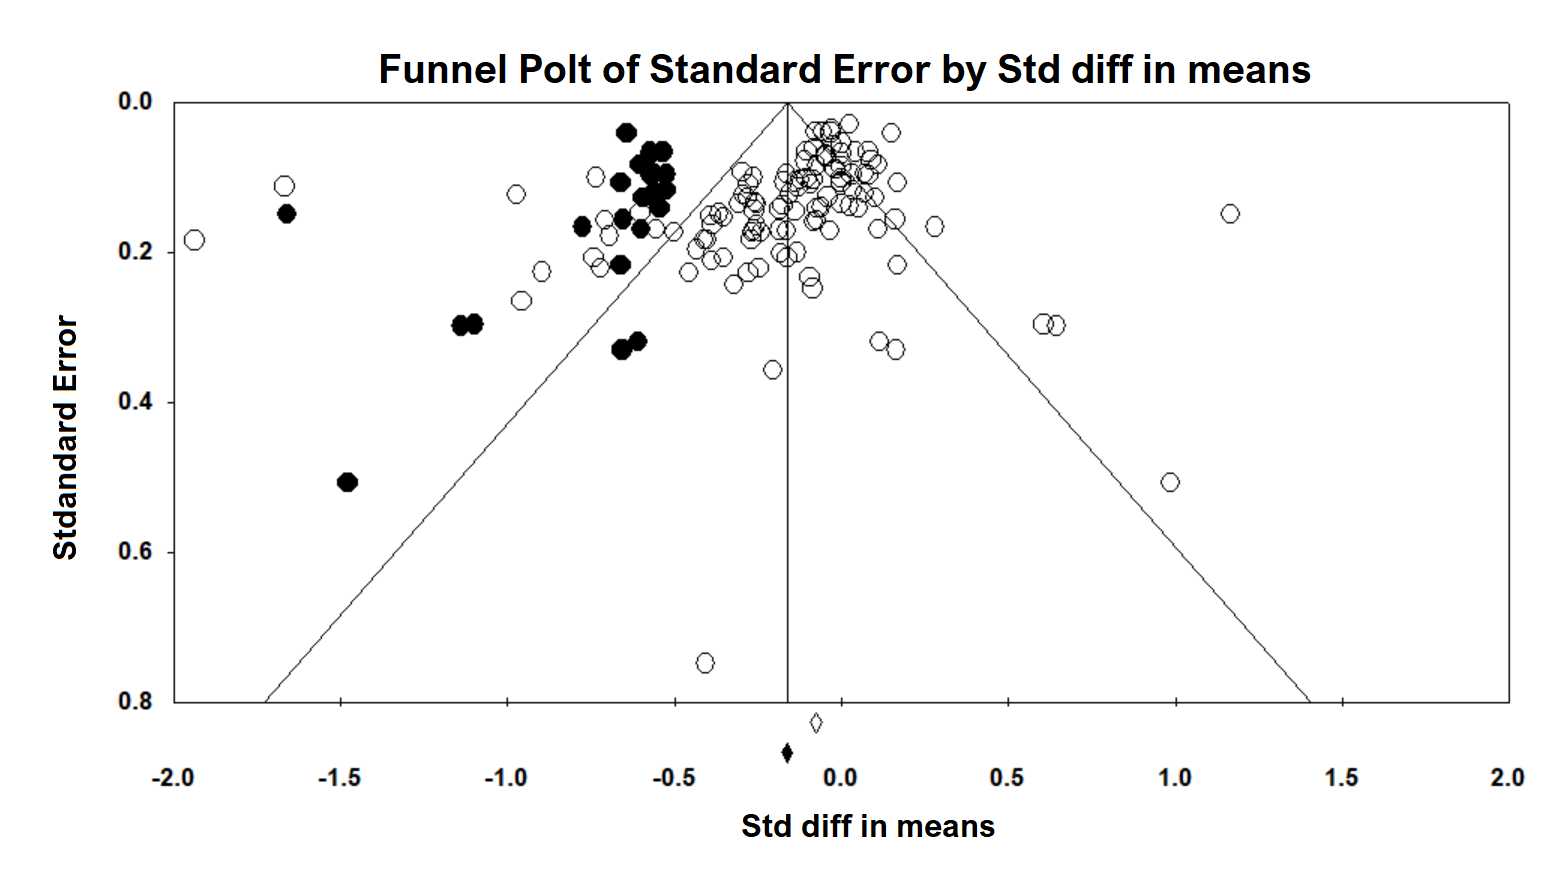 Funnel Polt of Standard Error by Std diff in means
0.0
0.2
0.4
0.6
0.8
Stdandard Error
-2.0 -1.5 -1.0 -0.5 0.0 0.5 1.0 1.5 2.0
Std diff in means